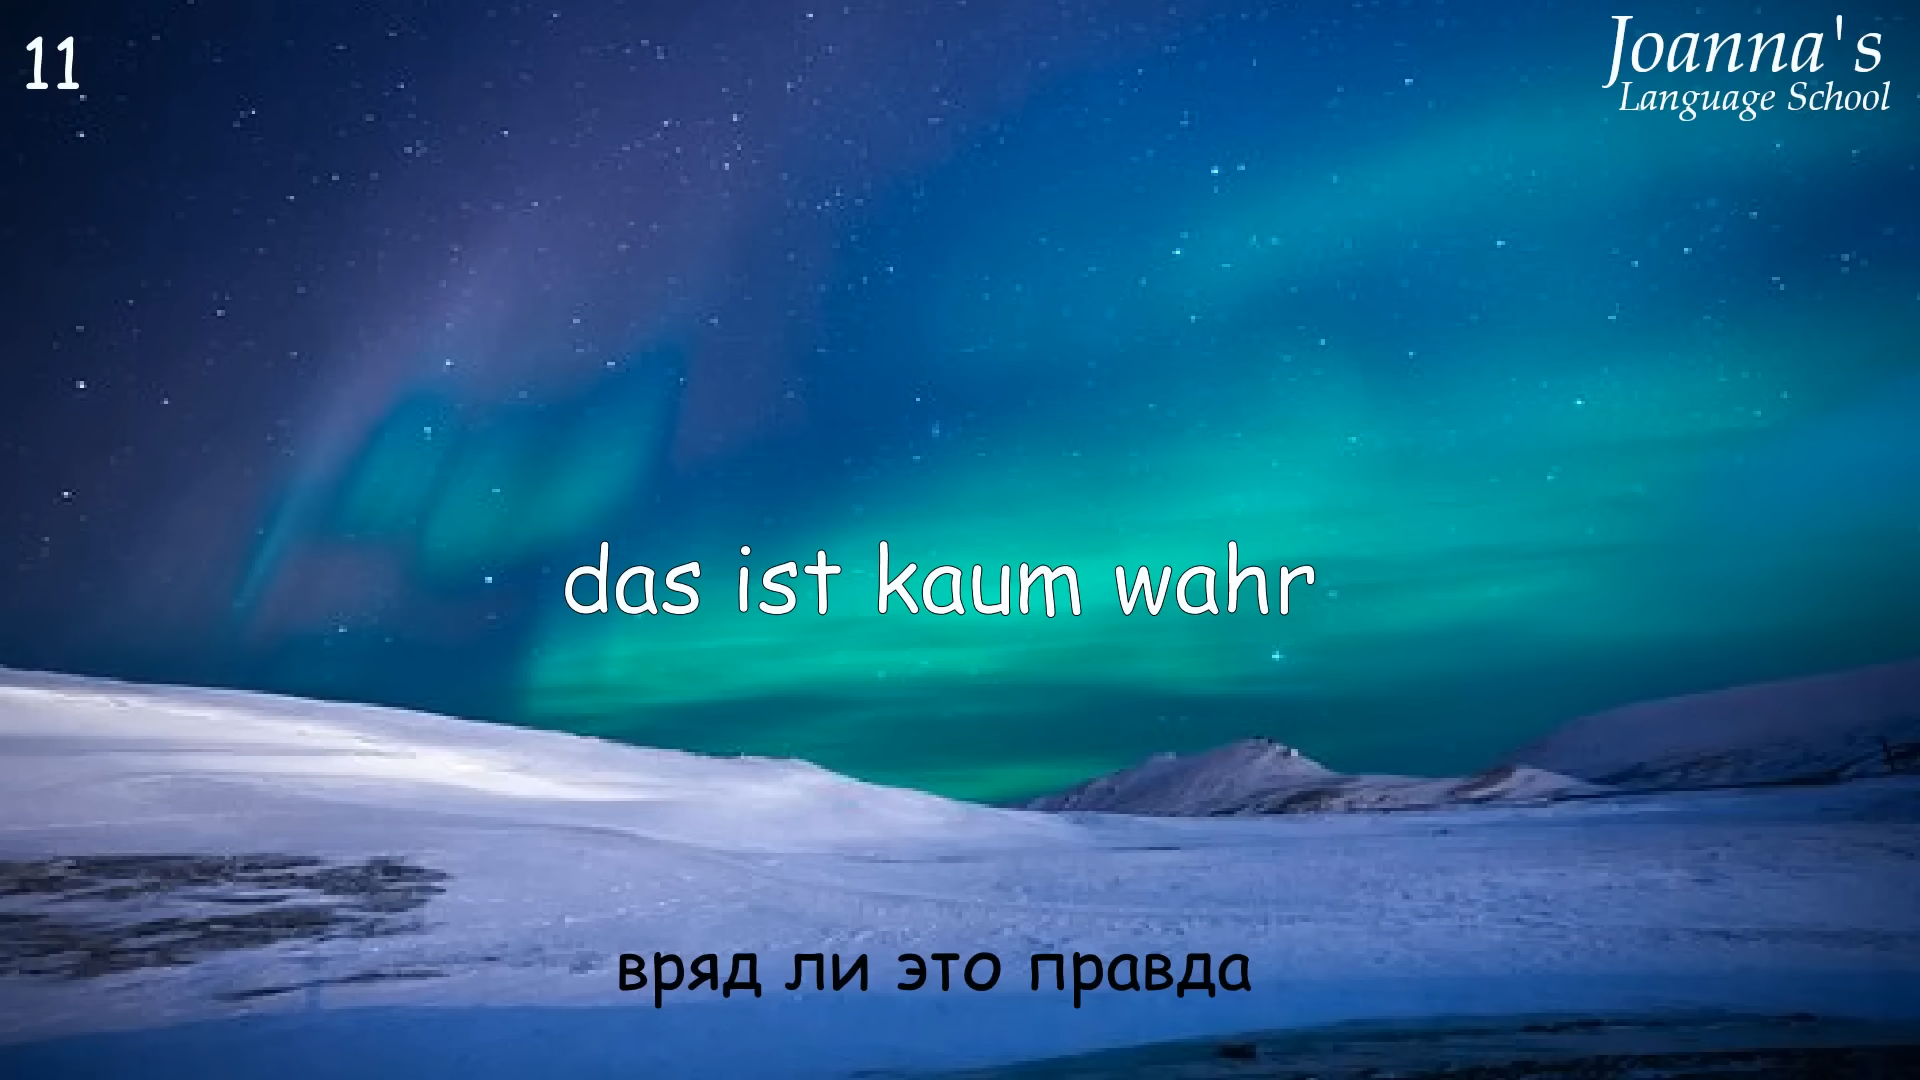 11
Joanna's
Language School
das ist kaum wahr
вряд ли это правда